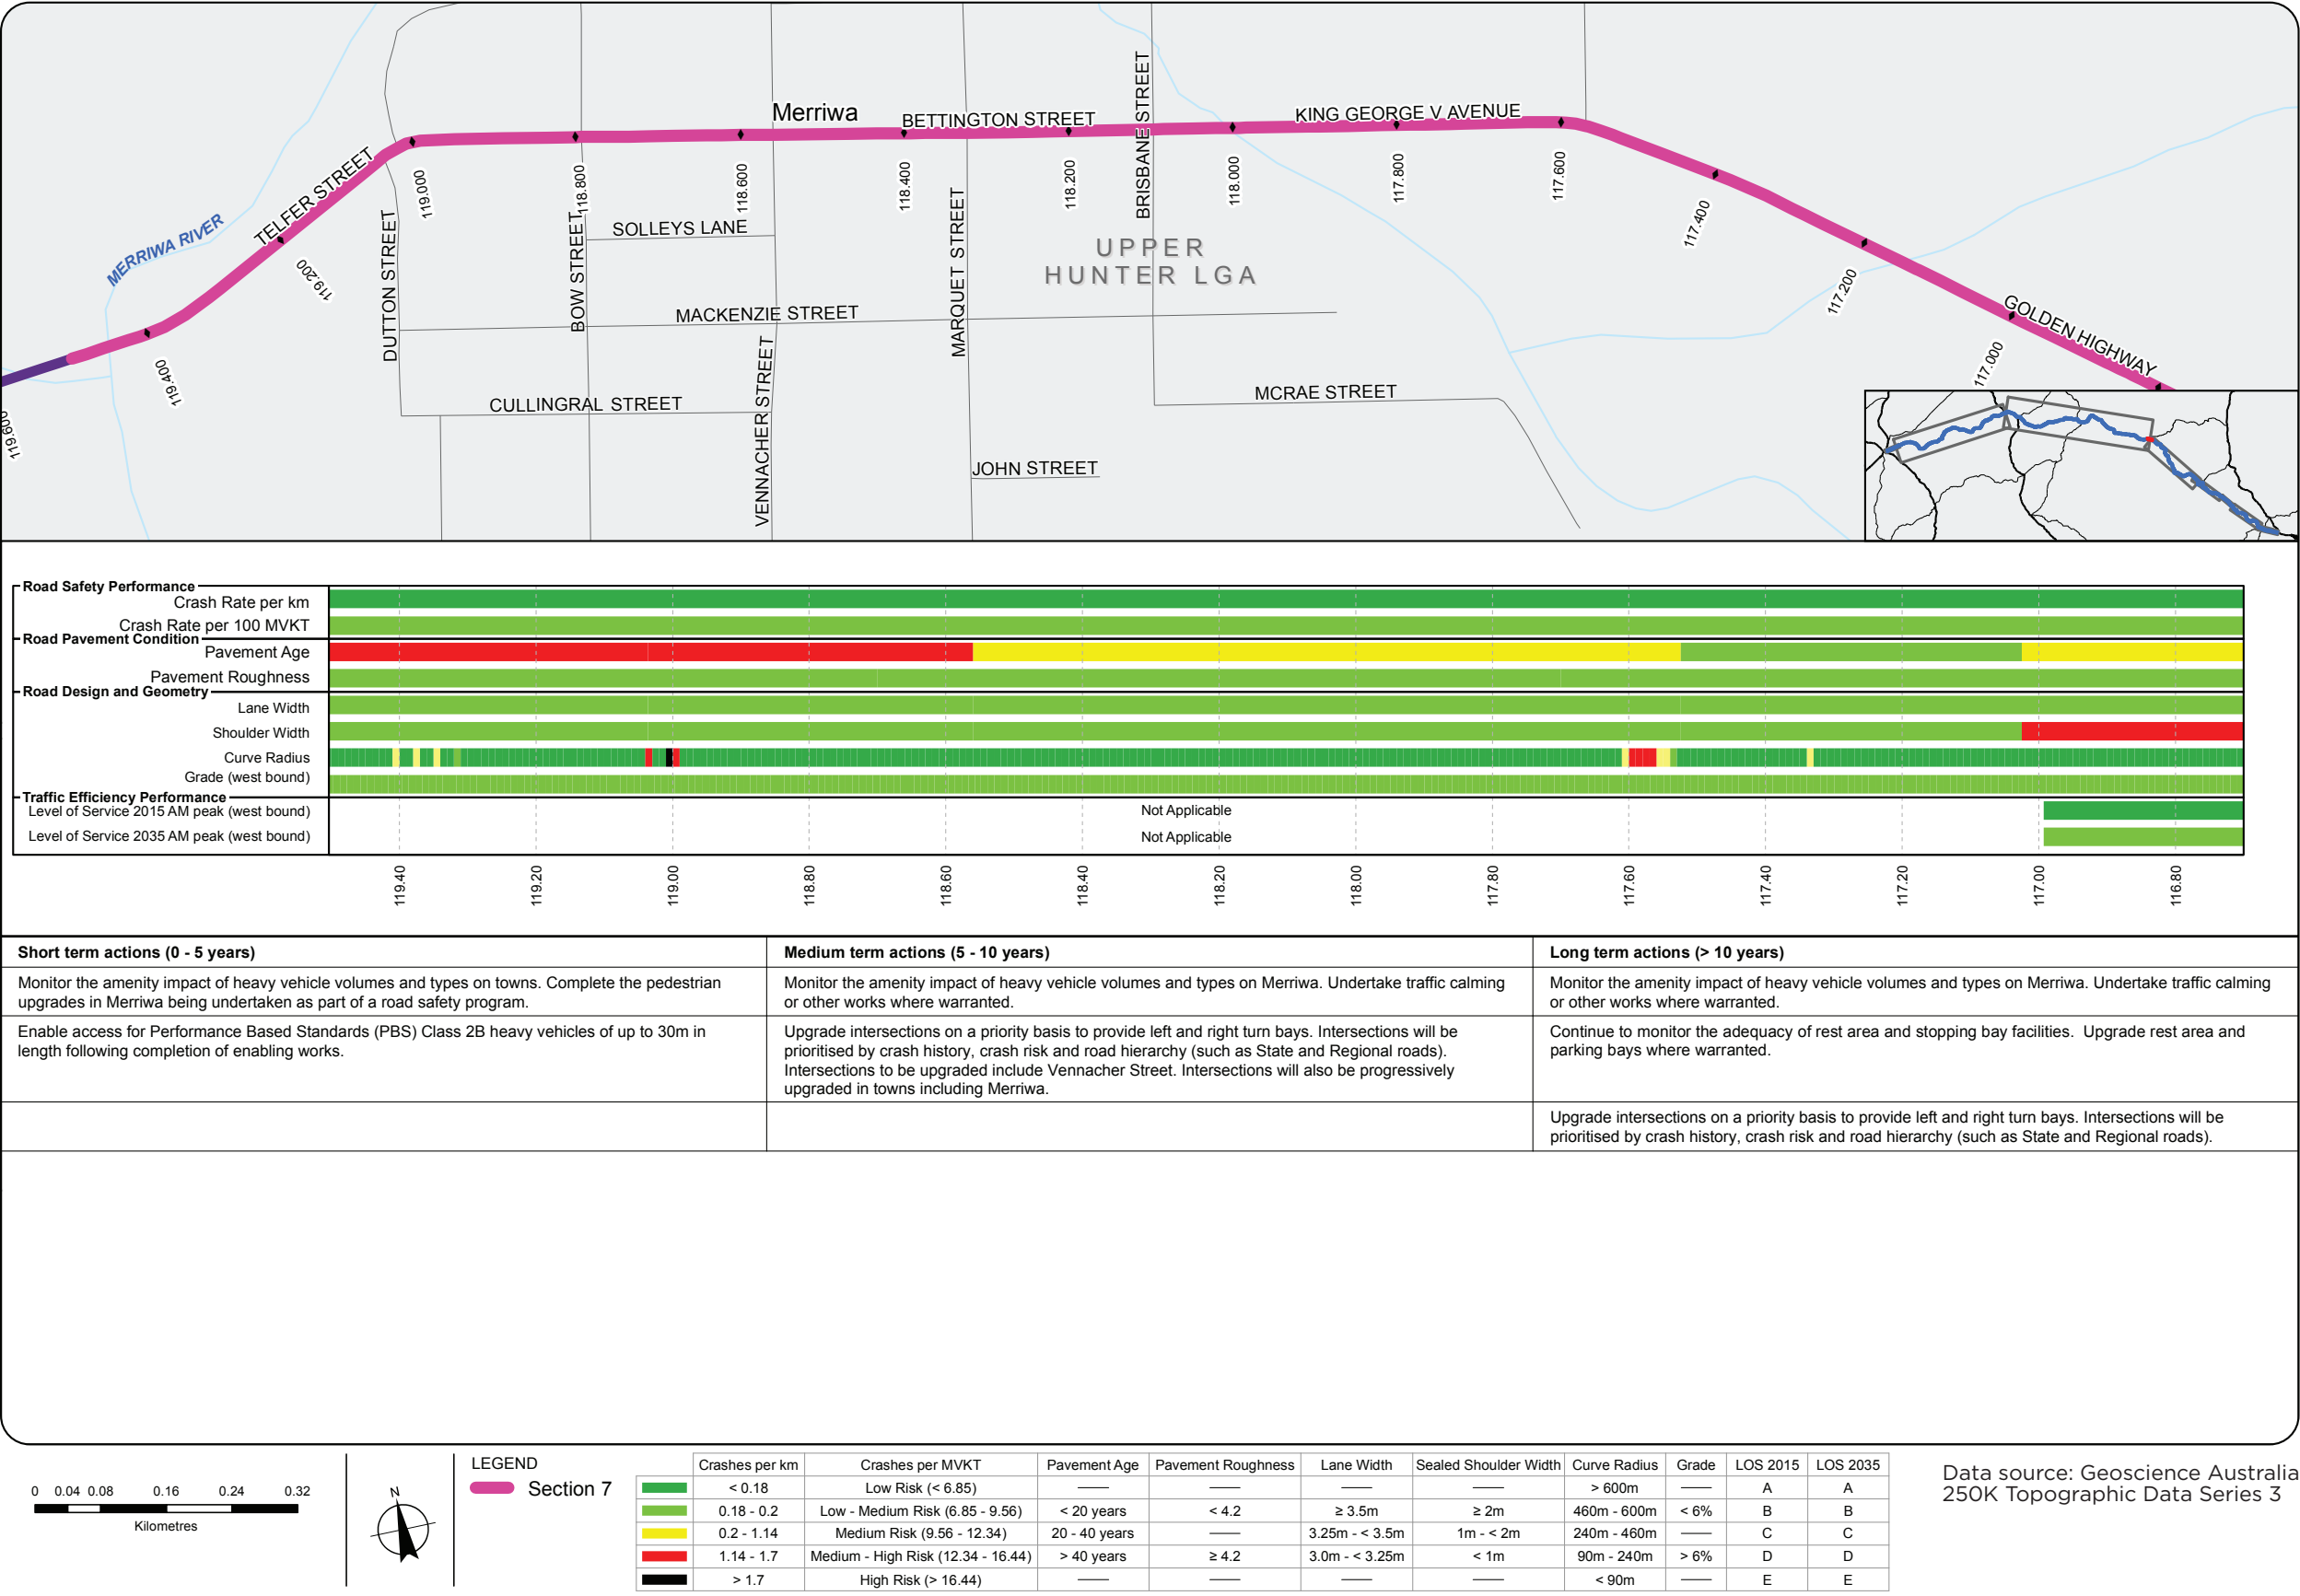 Merriwa
BETTINGTON STREET
BRISBANE STREET
KING GEORGE V AVENUE
TELFER STREET
MERRIWA RIVER
119.000
118.800
118.600
118.400
118.200
118.000
117.800
117.600
117.400
117.200
117.000
119.200
119.400
119.600
DUTTON STREET
BOW STREET
SOLLEYS LANE
MARQUET STREET
UPPER
HUNTER LGA
GOLDEN HIGHWAY
MACKENZIE STREET
VENNACHER STREET
CULLINGRAL STREET
MCRAE STREET
JOHN STREET
Road Safety Performance
Crash Rate per km
Crash Rate per 100 MVKT
Road Pavement Condition
Pavement Age
Pavement Roughness
Road Design and Geometry
Lane Width
Shoulder Width
Curve Radius
Grade (west bound)
Traffic Efficiency Performance
Level of Service 2015 AM peak (west bound) Not Applicable
Level of Service 2035 AM peak (west bound) Not Applicable
119.40 119.20 119.00 118.80 118.60 118.40 118.20 118.00 117.80 117.60 117.40 117.20 117.00 116.80
Short term actions (0 - 5 years)
Monitor the amenity impact of heavy vehicle volumes and types on towns. Complete the pedestrian
upgrades in Merriwa being undertaken as part of a road safety program.
Enable access for Performance Based Standards (PBS) Class 2B heavy vehicles of up to 30m in
length following completion of enabling works.
Medium term actions (5 - 10 years)
Monitor the amenity impact of heavy vehicle volumes and types on Merriwa. Undertake traffic calming
or other works where warranted.
Upgrade intersections on a priority basis to provide left and right turn bays. Intersections will be
prioritised by crash history, crash risk and road hierarchy (such as State and Regional roads).
Intersections to be upgraded include Vennacher Street. Intersections will also be progressively
upgraded in towns including Merriwa.
Long term actions (> 10 years)
Monitor the amenity impact of heavy vehicle volumes and types on Merriwa. Undertake traffic calming
or other works where warranted.
Continue to monitor the adequacy of rest area and stopping bay facilities.  Upgrade rest area and
parking bays where warranted.
Upgrade intersections on a priority basis to provide left and right turn bays. Intersections will be
prioritised by crash history, crash risk and road hierarchy (such as State and Regional roads).
0 0.04 0.08 0.16 0.24 0.32
Kilometres
N
LEGEND
Section 7
Crashes per km Crashes per MVKT Pavement Age Pavement Roughness Lane Width Sealed Shoulder Width Curve Radius Grade LOS 2015 LOS 2035
< 0.18 Low Risk (< 6.85) —— —— —— —— > 600m —— A A
0.18 - 0.2 Low - Medium Risk (6.85 - 9.56) < 20 years < 4.2 ≥ 3.5m ≥ 2m 460m - 600m < 6% B B
0.2 - 1.14 Medium Risk (9.56 - 12.34) 20 - 40 years —— 3.25m - < 3.5m 1m - < 2m 240m - 460m —— C C
1.14 - 1.7 Medium - High Risk (12.34 - 16.44) > 40 years ≥ 4.2 3.0m - < 3.25m < 1m 90m - 240m > 6% D D
> 1.7 High Risk (> 16.44) —— —— —— —— < 90m —— E E
Data source: Geoscience Australia
250K Topographic Data Series 3